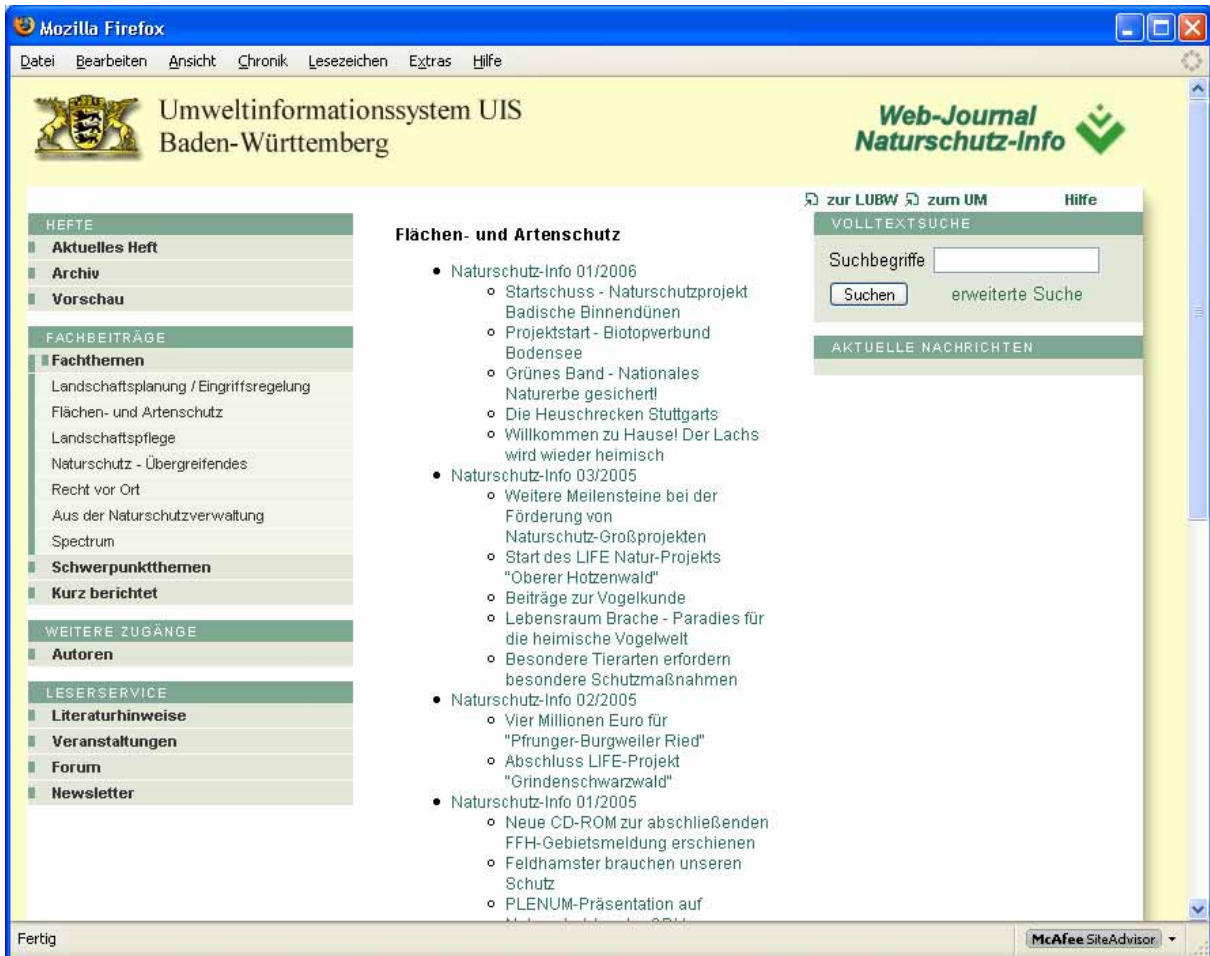 Mozilla Firefox
Datei Bearbeiten Ansicht Chronik Lesezeichen Extras Hilfe
Umweltinformationssystem UIS
Baden-Württemberg
Web-Journal
Naturschutz-Info
zur LUBW zum UM Hilfe
HEFTE
Aktuelles Heft
Archiv
Vorschau
FACHBEITRÄGE
Fachthemen
Landschaftsplanung / Eingriffsregelung
Flächen- und Artenschutz
Landschaftspflege
Naturschutz - Übergreifendes
Recht vor Ort
Aus der Naturschutzverwaltung
Spectrum
Schwerpunktthemen
Kurz berichtet
WEITERE ZUGÄNGE
Autoren
LESERSERVICE
Literaturhinweise
Veranstaltungen
Forum
Newsletter
Flächen- und Artenschutz
Naturschutz-Info 01/2006
Startschuss - Naturschutzprojekt
Badische Binnendünen
Projektstart - Biotopverbund
Bodensee
Grünes Band - Nationales
Naturerbe gesichert!
Die Heuschrecken Stuttgarts
Willkommen zu Hause! Der Lachs
wird wieder heimisch
Naturschutz-Info 03/2005
Weitere Meilensteine bei der
Förderung von
Naturschutz-Großprojekten
Start des LIFE Natur-Projekts
"Oberer Hotzenwald"
Beiträge zur Vogelkunde
Lebensraum Brache - Paradies für
die heimische Vogelwelt
Besondere Tierarten erfordern
besondere Schutzmaßnahmen
Naturschutz-Info 02/2005
Vier Millionen Euro für
"Pfrunger-Burgweiler Ried"
Abschluss LIFE-Projekt
"Grindenschwarzwald"
Naturschutz-Info 01/2005
Neue CD-ROM zur abschließenden
FFH-Gebietsmeldung erschienen
Feldhamster brauchen unseren
Schutz
PLENUM-Präsentation auf
VOLLTEXTSUCHE
Suchbegriffe
Suchen erweiterte Suche
AKTUELLE NACHRICHTEN
Fertig
McAfee SiteAdvisor